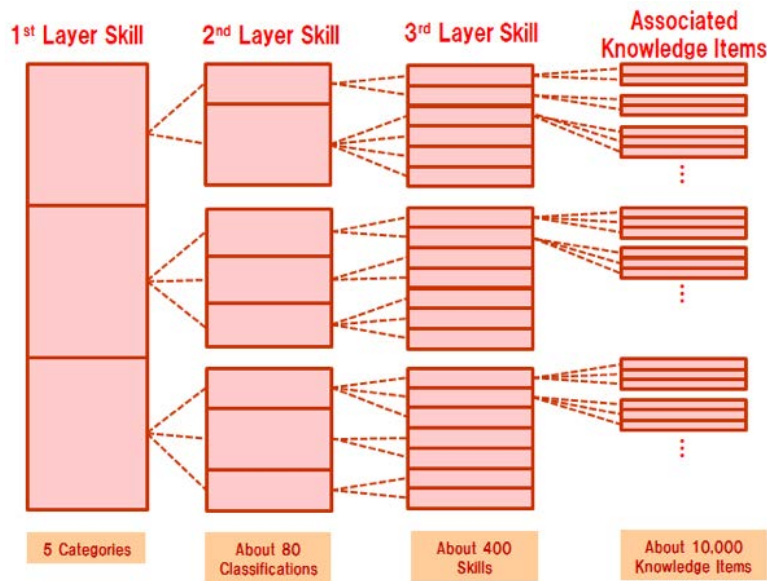 1st Layer Skill
2nd Layer Skill
3rd Layer Skill
Associated
Knowledge Items
5 Categories
About 80
Classifications
About 400
Skills
About 10,000
Knowledge Items